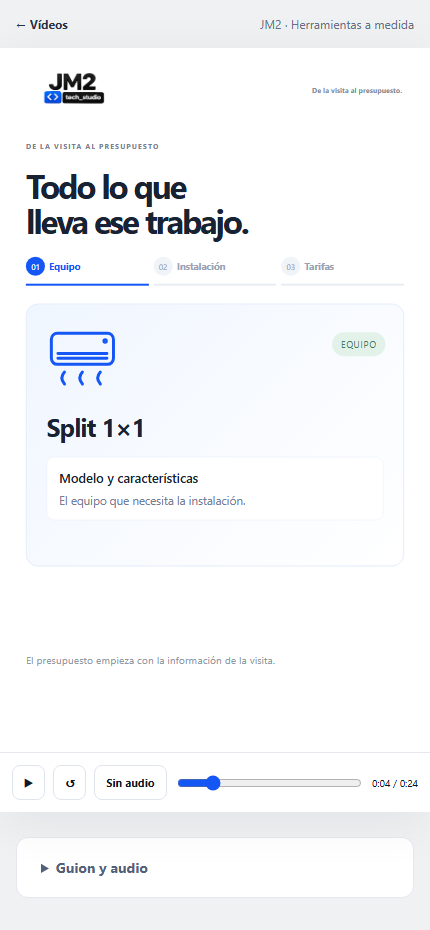 ← Vídeos
JM2 · Herramientas a medida
JM2
<> tech_studio
De la visita al presupuesto.
DE LA VISITA AL PRESUPUESTO
Todo lo que
lleva ese trabajo.
01 Equipo
02 Instalación
03 Tarifas
EQUIPO
Split 1×1
Modelo y características
El equipo que necesita la instalación.
El presupuesto empieza con la información de la visita.
Sin audio
0:04 / 0:24
Guion y audio